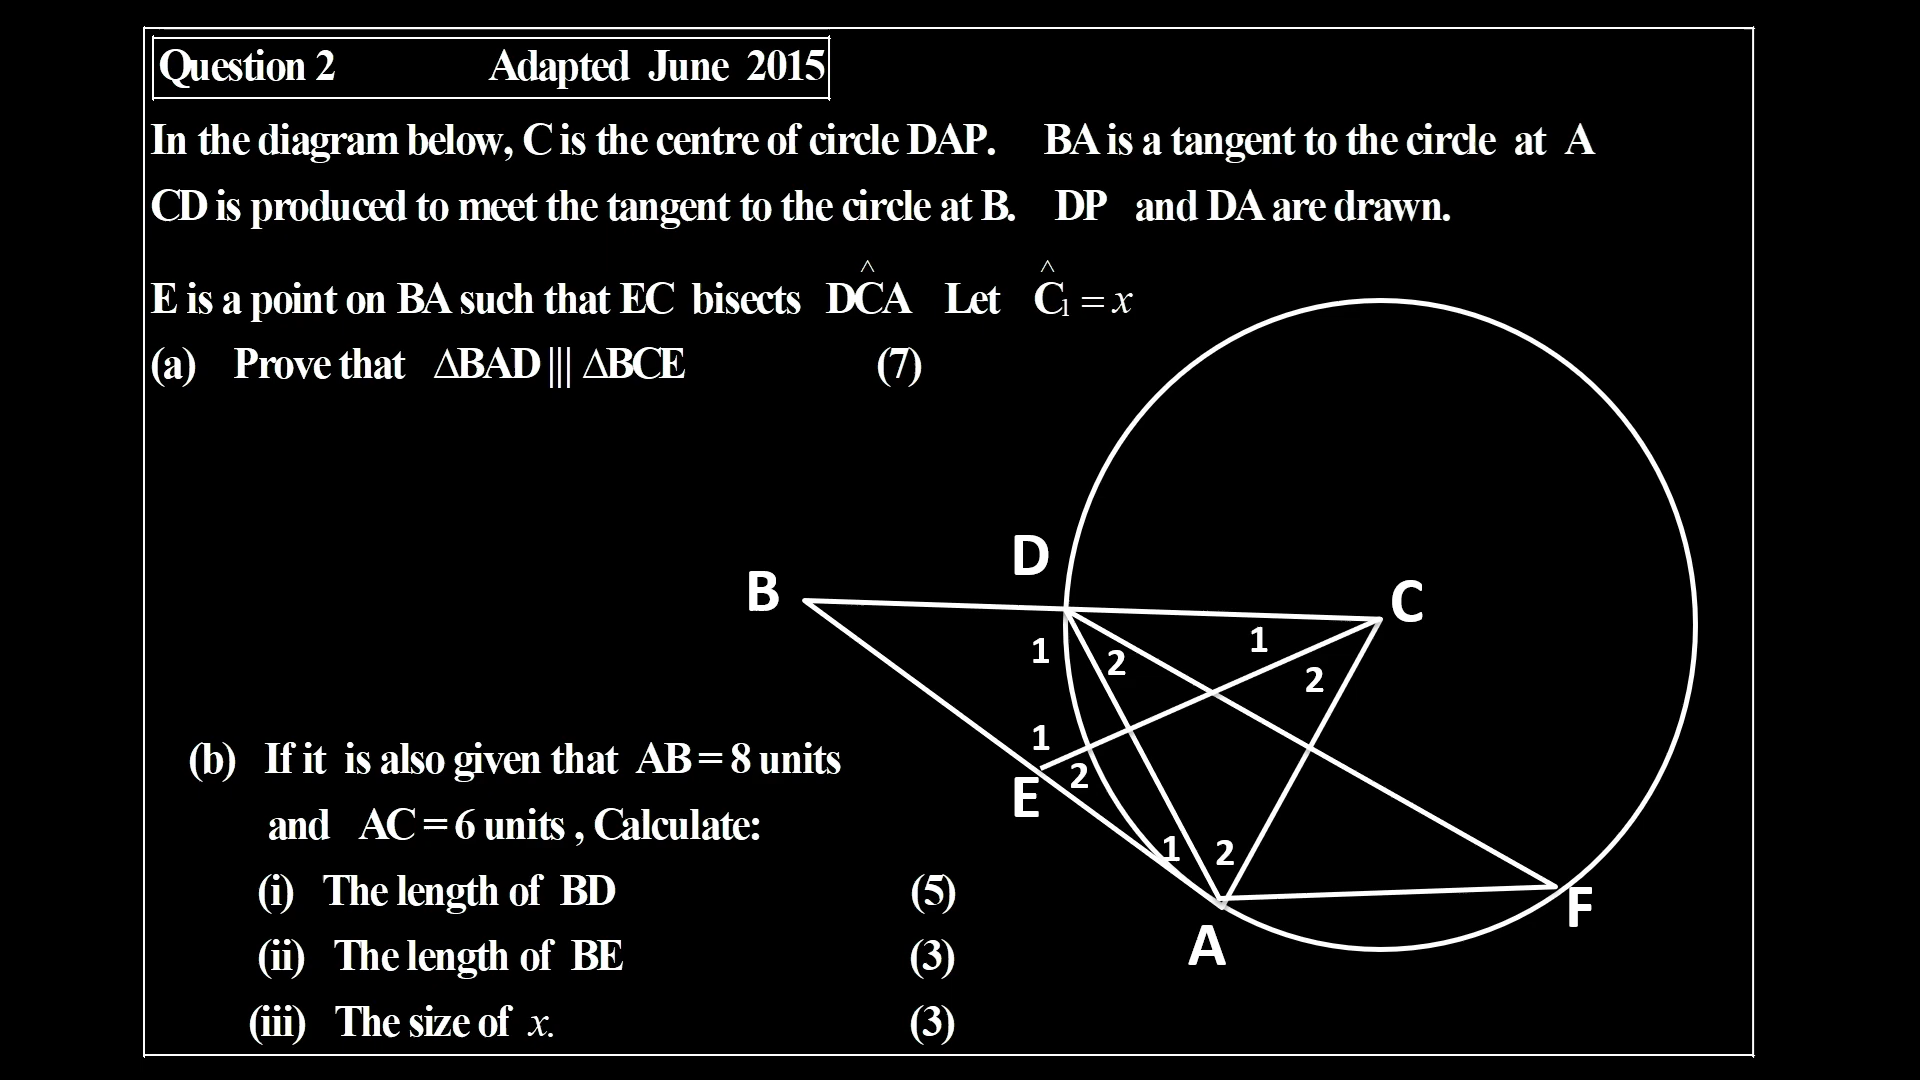 Question 2 Adapted June 2015
In the diagram below, C is the centre of circle DAP. BA is a tangent to the circle at A
CD is produced to meet the tangent to the circle at B. DP and DA are drawn.
E is a point on BA such that EC bisects DĈA Let Ĉ₁ = x
(a) Prove that ΔBAD ||| ΔBCE (7)
D
B
C
1
1
2
2
(b) If it is also given that AB = 8 units
1
E
2
and AC = 6 units , Calculate:
1 2
(i) The length of BD (5)
F
A
(ii) The length of BE (3)
(iii) The size of x. (3)